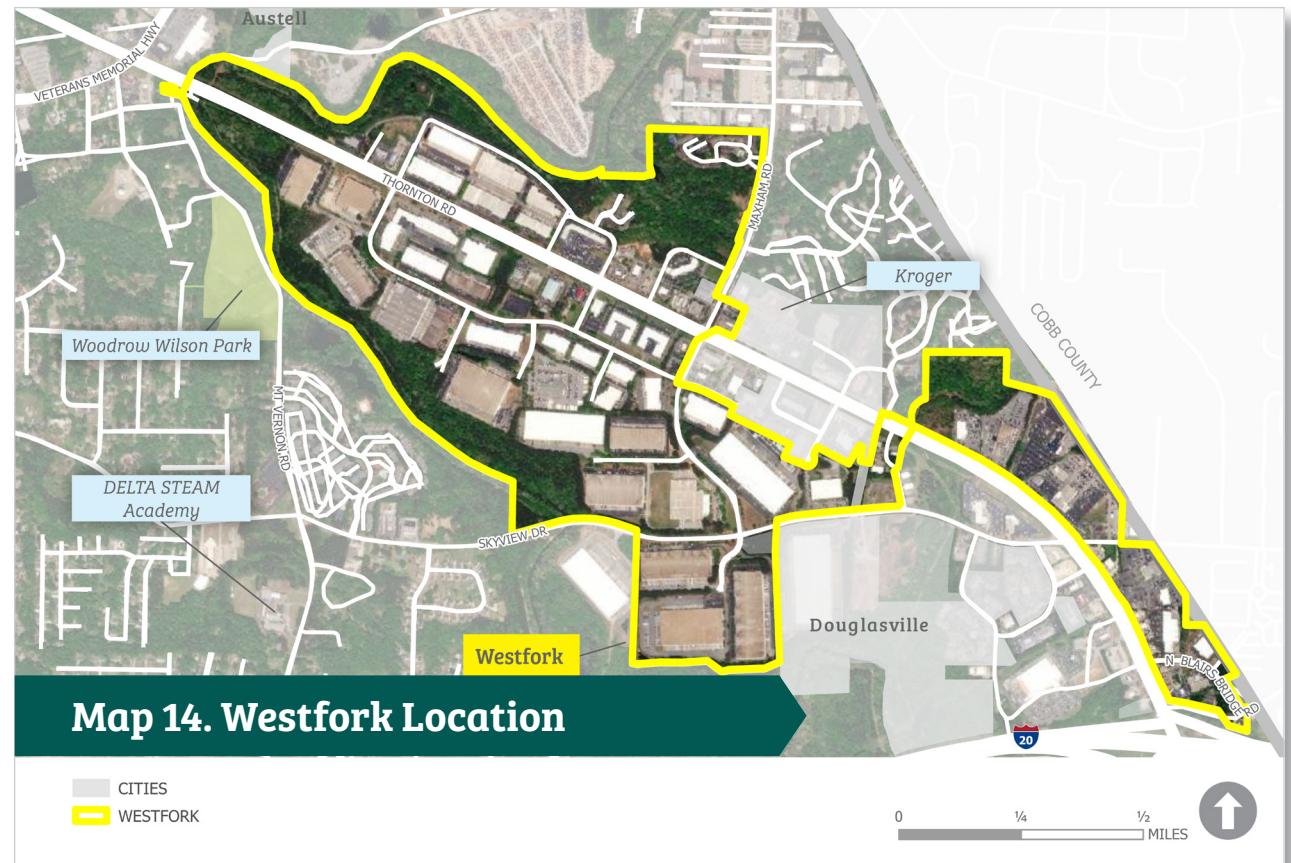 Austell
VETERANS MEMORIAL HWY
THORNTON RD
MAXHAM RD
Kroger
COBB COUNTY
Woodrow Wilson Park
MT VERNON RD
DELTA STEAM
Academy
SKYVIEW DR
Douglasville
Westfork
N BLAIRS BRIDGE RD
Map 14. Westfork Location
20
CITIES
WESTFORK
0 ¼ ½
MILES